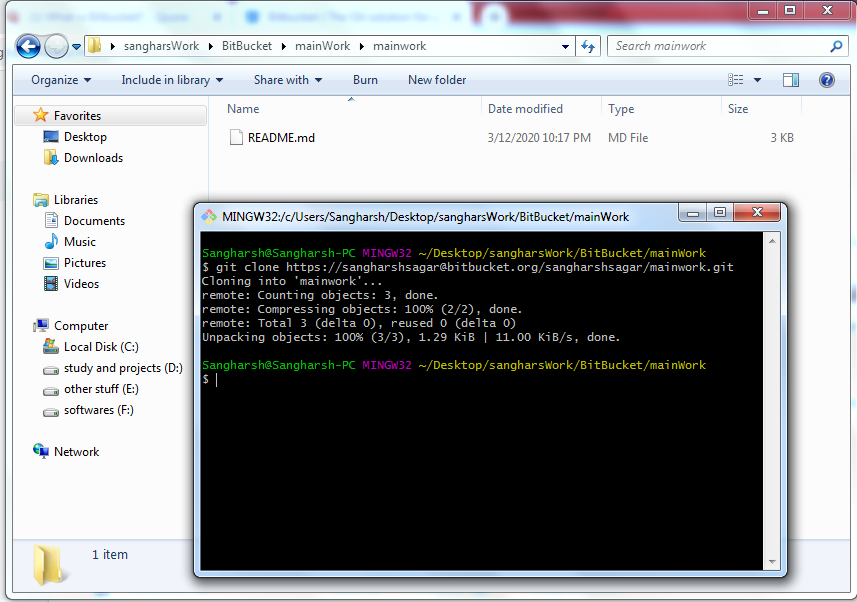 sangharsWork BitBucket mainWork mainwork
Search mainwork
Organize Include in library Share with Burn New folder
Name Date modified Type Size
README.md 3/12/2020 10:17 PM MD File 3 KB
Favorites
Desktop
Downloads
Libraries
Documents
Music
Pictures
Videos
Computer
Local Disk (C:)
study and projects (D:)
other stuff (E:)
softwares (F:)
Network
1 item
MINGW32:/c/Users/Sangharsh/Desktop/sangharsWork/BitBucket/mainWork
Sangharsh@Sangharsh-PC MINGW32 ~/Desktop/sangharsWork/BitBucket/mainWork
$ git clone https://sangharshsagar@bitbucket.org/sangharshsagar/mainwork.git
Cloning into 'mainwork'...
remote: Counting objects: 3, done.
remote: Compressing objects: 100% (2/2), done.
remote: Total 3 (delta 0), reused 0 (delta 0)
Unpacking objects: 100% (3/3), 1.29 KiB | 11.00 KiB/s, done.
Sangharsh@Sangharsh-PC MINGW32 ~/Desktop/sangharsWork/BitBucket/mainWork
$